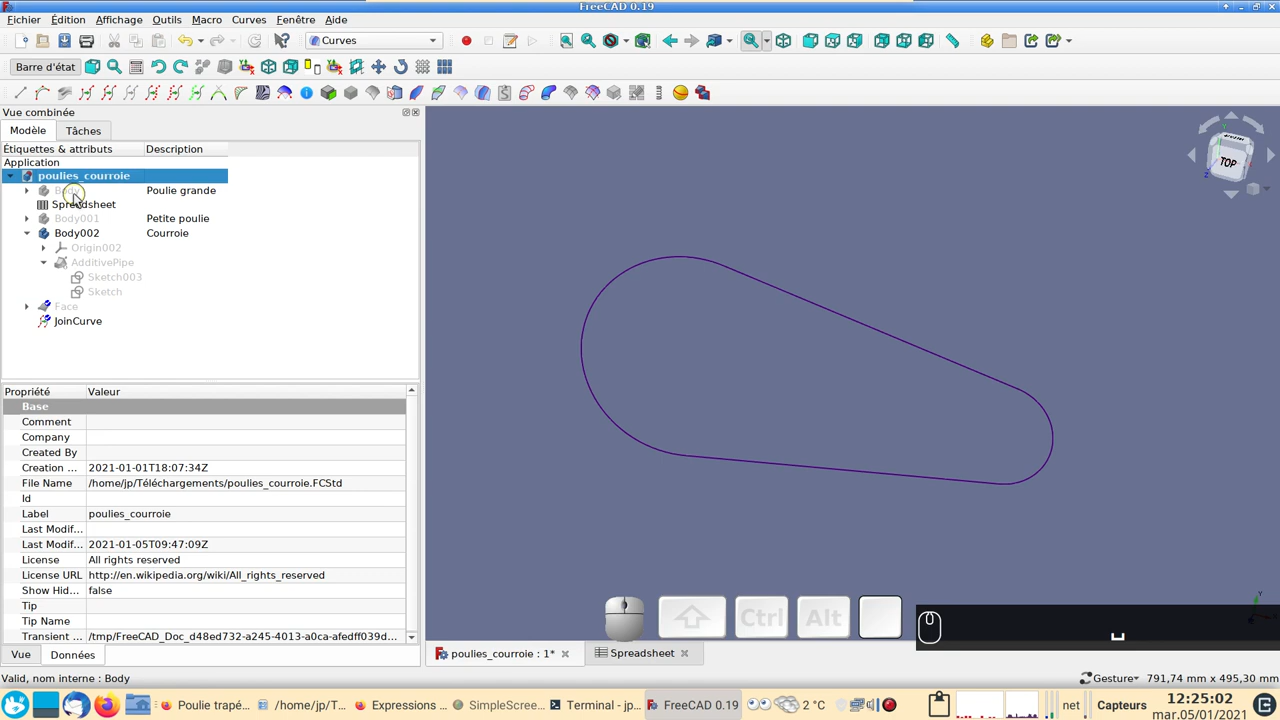 FreeCAD 0.19
Fichier Édition Affichage Outils Macro Curves Fenêtre Aide
Curves
Barre d'état
Vue combinée
Modèle Tâches
Étiquettes & attributs Description
Application
poulies_courroie
Body Poulie grande
Spreadsheet
Body001 Petite poulie
Body002 Courroie
Origin002
AdditivePipe
Sketch003
Sketch
Face
JoinCurve
TOP
Propriété Valeur
Base
Comment
Company
Created By
Creation ... 2021-01-01T18:07:34Z
File Name /home/jp/Téléchargements/poulies_courroie.FCStd
Id
Label poulies_courroie
Last Modif...
Last Modif... 2021-01-05T09:47:09Z
License All rights reserved
License URL http://en.wikipedia.org/wiki/All_rights_reserved
Show Hid... false
Tip
Tip Name
Transient ... /tmp/FreeCAD_Doc_d48ed732-a245-4013-a0ca-afedff039d...
Ctrl Alt
Vue Données
poulies_courroie : 1* Spreadsheet
Valid, nom interne : Body
Gesture 791,74 mm x 495,30 mm
Poulie trapé... /home/jp/T... Expressions ... SimpleScree... Terminal - jp... FreeCAD 0.19 2 °C net Capteurs 12:25:02
mar.05/01/2021